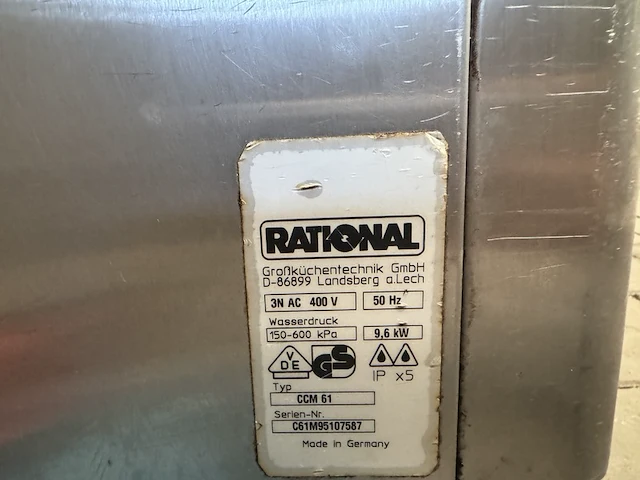 RATIONAL
Großküchentechnik GmbH
D-86899 Landsberg a.Lech
3N AC 400 V 50 Hz
Wasserdruck
150-600 kPa 9,6 kW
VDE GS IP x5
Typ
CCM 61
Serien-Nr.
C61M95107587
Made in Germany